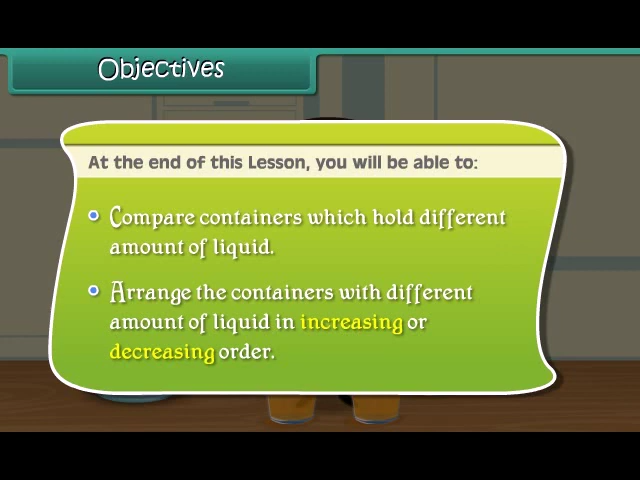 Objectives
At the end of this Lesson, you will be able to:
Compare containers which hold different
amount of liquid.
Arrange the containers with different
amount of liquid in increasing or
decreasing order.